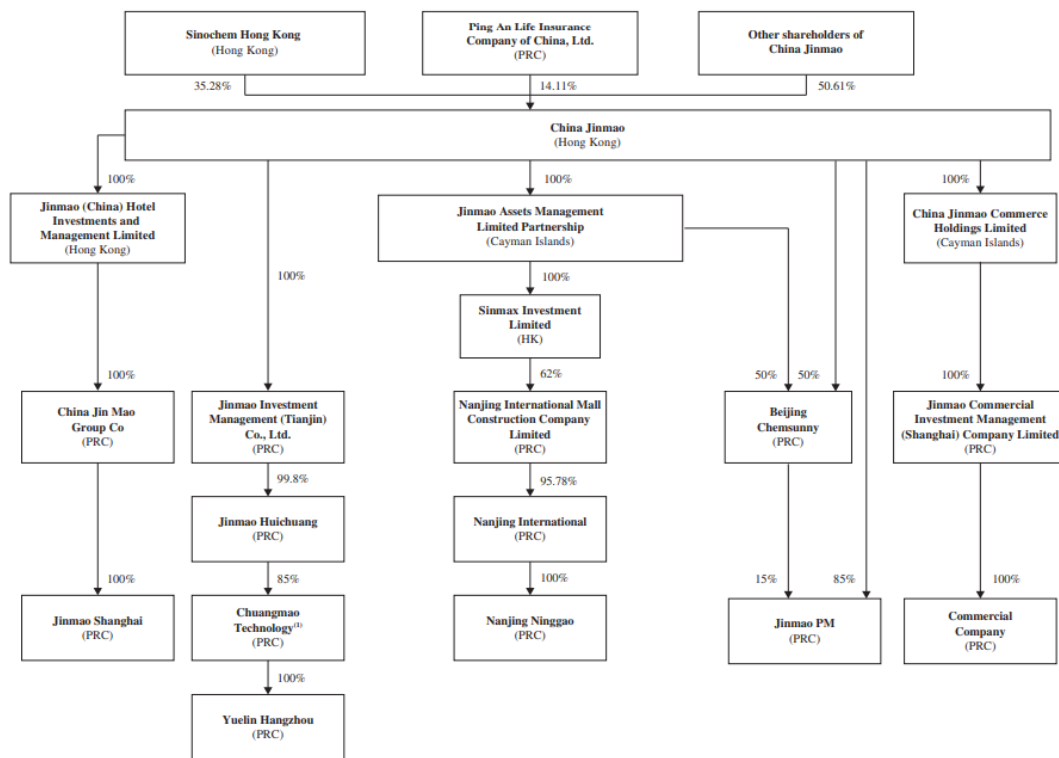 Sinochem Hong Kong
(Hong Kong)
Ping An Life Insurance
Company of China, Ltd.
(PRC)
Other shareholders of
China Jinmao
35.28%
14.11%
50.61%
China Jinmao
(Hong Kong)
100%
100%
100%
Jinmao (China) Hotel
Investments and
Management Limited
(Hong Kong)
Jinmao Assets Management
Limited Partnership
(Cayman Islands)
China Jinmao Commerce
Holdings Limited
(Cayman Islands)
100%
100%
Sinmax Investment
Limited
(HK)
100%
62%
50%
50%
100%
China Jin Mao
Group Co
(PRC)
Jinmao Investment
Management (Tianjin)
Co., Ltd.
(PRC)
Nanjing International Mall
Construction Company
Limited
(PRC)
Beijing
Chemsunny
(PRC)
Jinmao Commercial
Investment Management
(Shanghai) Company Limited
(PRC)
99.8%
95.78%
Jinmao Huichuang
(PRC)
Nanjing International
(PRC)
100%
85%
100%
15%
85%
100%
Jinmao Shanghai
(PRC)
Chuangmao
Technology(1)
(PRC)
Nanjing Ninggao
(PRC)
Jinmao PM
(PRC)
Commercial
Company
(PRC)
100%
Yuelin Hangzhou
(PRC)